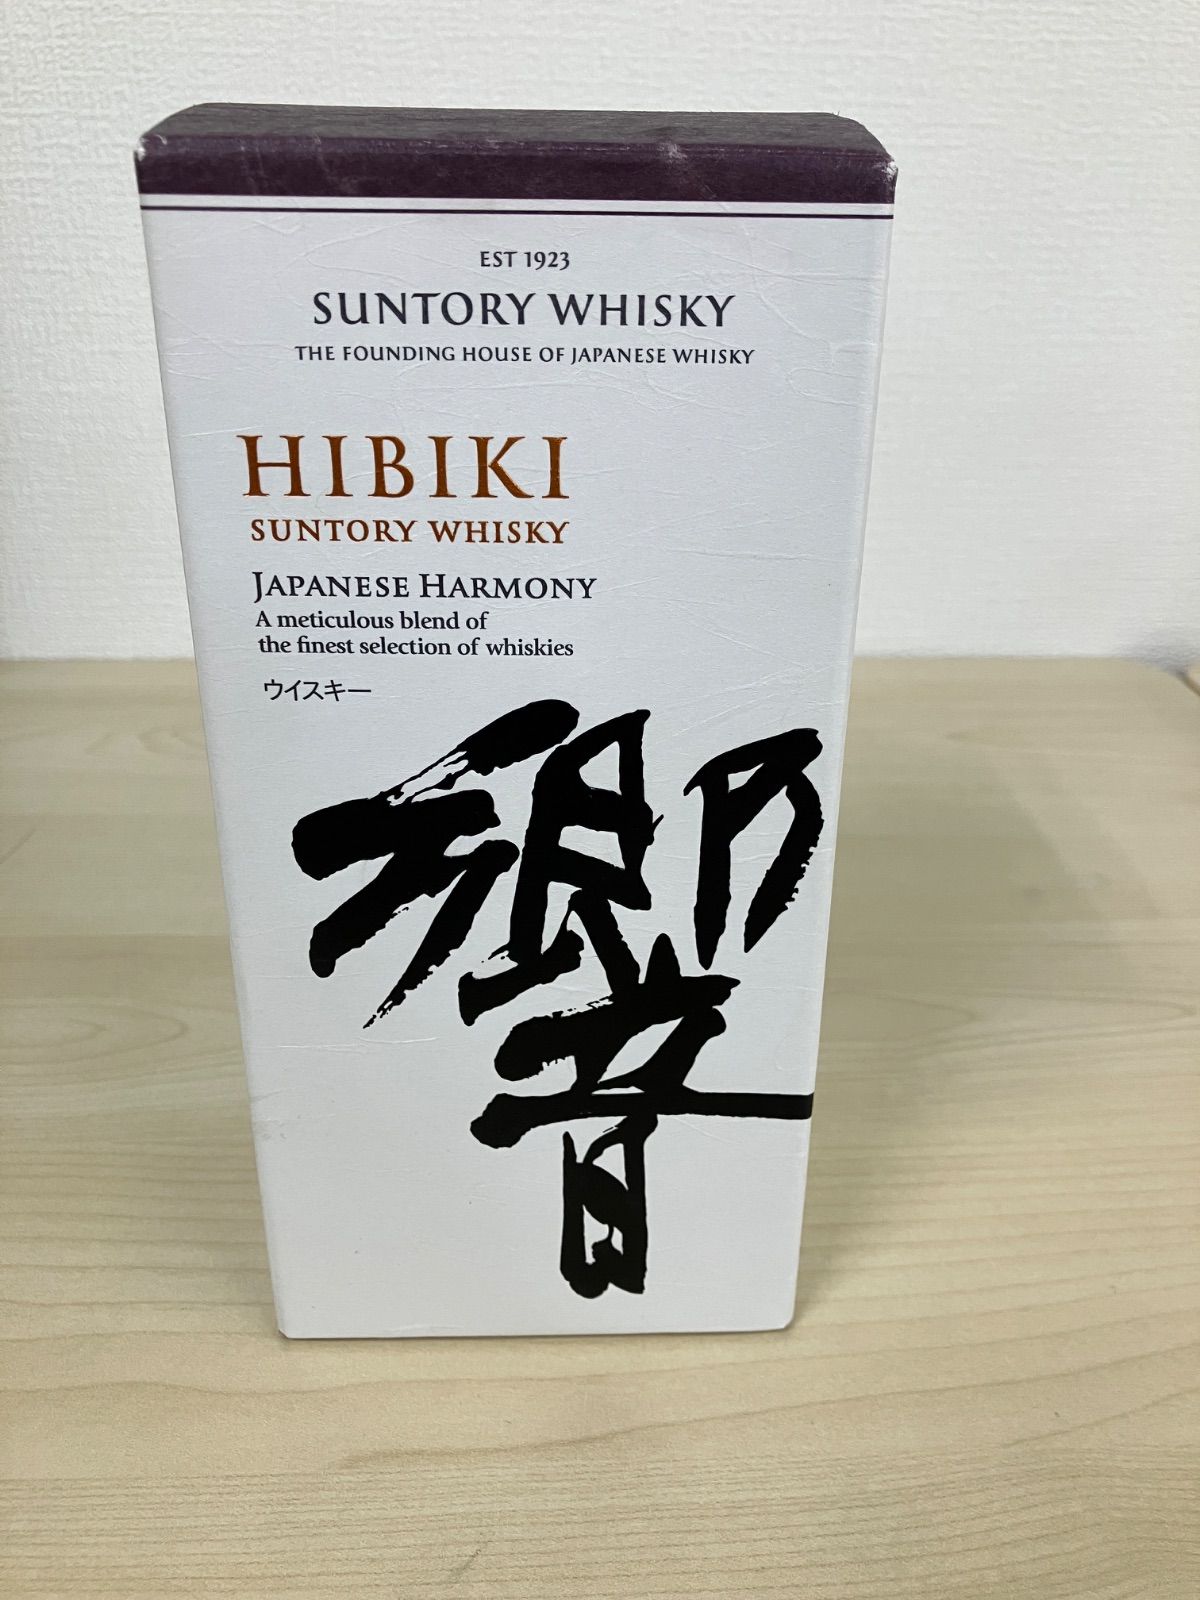 EST 1923
SUNTORY WHISKY
THE FOUNDING HOUSE OF JAPANESE WHISKY
HIBIKI
SUNTORY WHISKY
JAPANESE HARMONY
A meticulous blend of
the finest selection of whiskies
ウイスキー
響